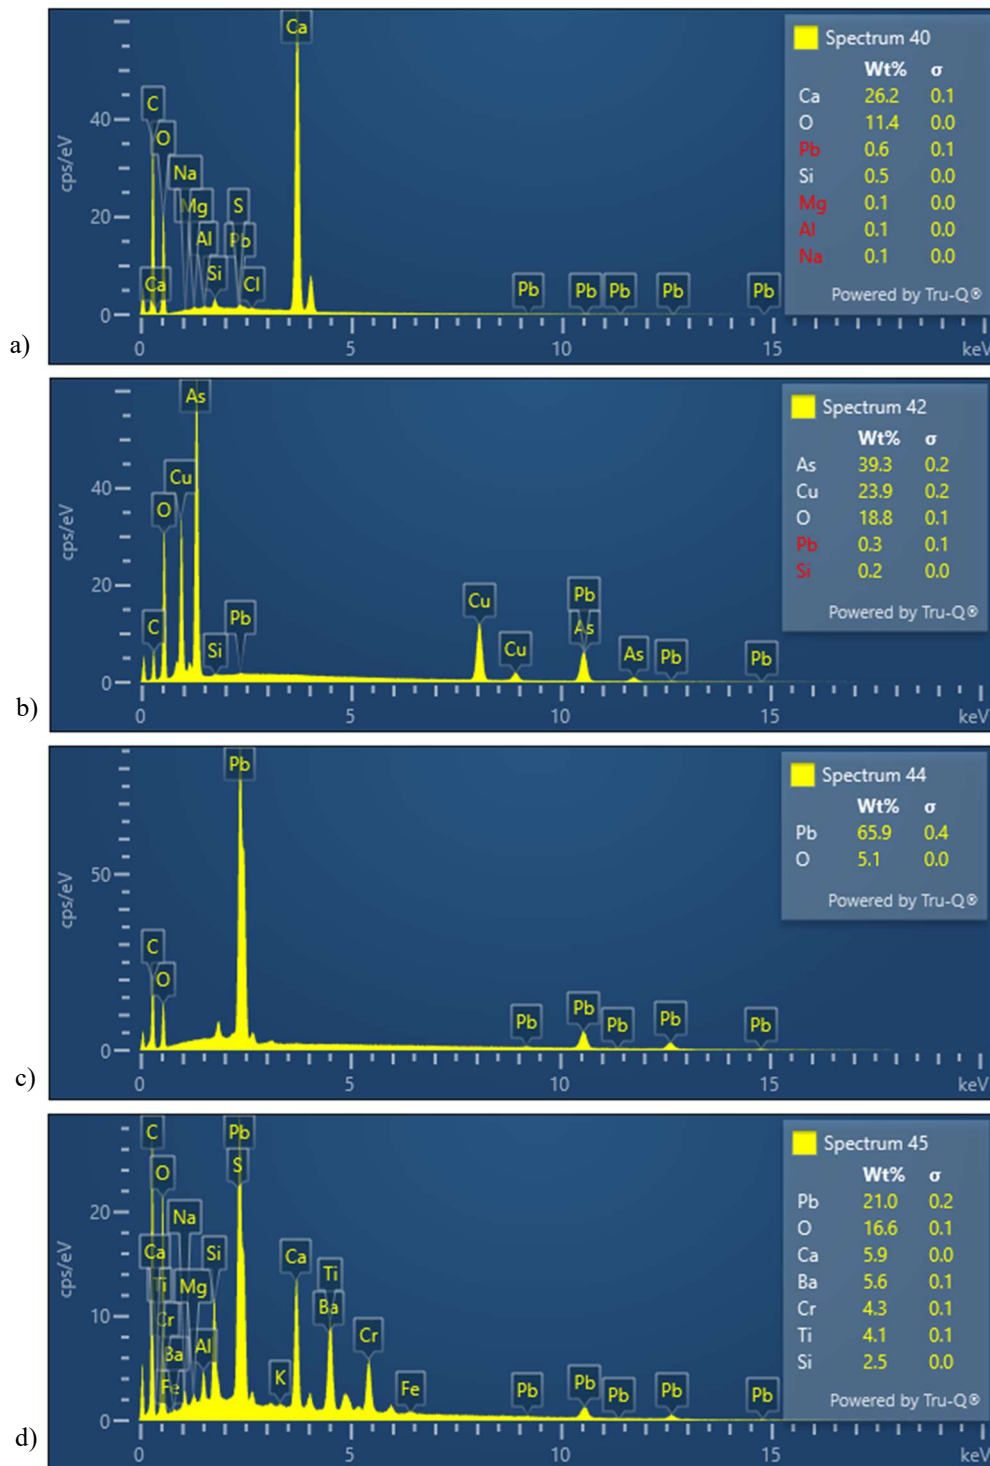 Ca
C
O
Na
Mg
S
Al
Pb
Si
Cl
Ca
Pb Pb Pb Pb Pb
cps/eV
40
20
0
0 5 10 15 keV
Spectrum 40
Wt% σ
Ca 26.2 0.1
O 11.4 0.0
Pb 0.6 0.1
Si 0.5 0.0
Mg 0.1 0.0
Al 0.1 0.0
Na 0.1 0.0
Powered by Tru-Q®
a)
As
Cu
O
C
Si
Pb
Cu
Cu
Pb
As
As
Pb
Pb
cps/eV
40
20
0
0 5 10 15 keV
Spectrum 42
Wt% σ
As 39.3 0.2
Cu 23.9 0.2
O 18.8 0.1
Pb 0.3 0.1
Si 0.2 0.0
Powered by Tru-Q®
b)
Pb
C
O
Pb Pb Pb Pb Pb
cps/eV
50
0
0 5 10 15 keV
Spectrum 44
Wt% σ
Pb 65.9 0.4
O 5.1 0.0
Powered by Tru-Q®
c)
C
Pb
O
S
Na
Ca
Si
Ca
Ti
Mg
Ti
Ba
Cr
Cr
Al
Ba
Fe
K
Fe
Pb Pb Pb Pb Pb
cps/eV
20
10
0
0 5 10 15 keV
Spectrum 45
Wt% σ
Pb 21.0 0.2
O 16.6 0.1
Ca 5.9 0.0
Ba 5.6 0.1
Cr 4.3 0.1
Ti 4.1 0.1
Si 2.5 0.0
Powered by Tru-Q®
d)